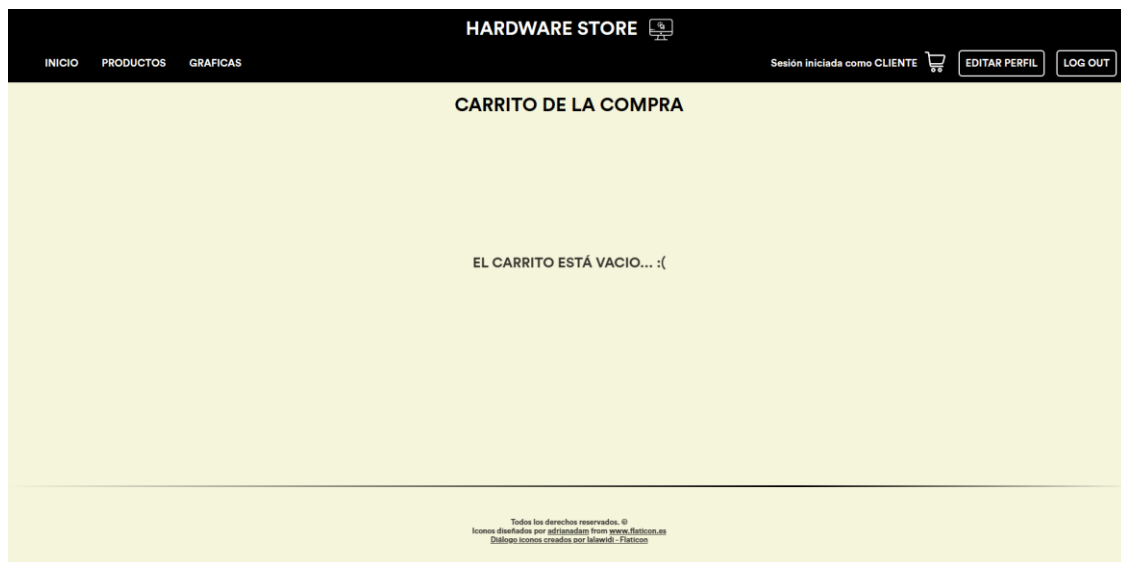 HARDWARE STORE
INICIO PRODUCTOS GRAFICAS Sesión iniciada como CLIENTE EDITAR PERFIL LOG OUT
CARRITO DE LA COMPRA
EL CARRITO ESTÁ VACIO... :(
Todos los derechos reservados. ©
Iconos diseñados por adrianadam from www.flaticon.es
Diálogo iconos creados por lalawidi - Flaticon